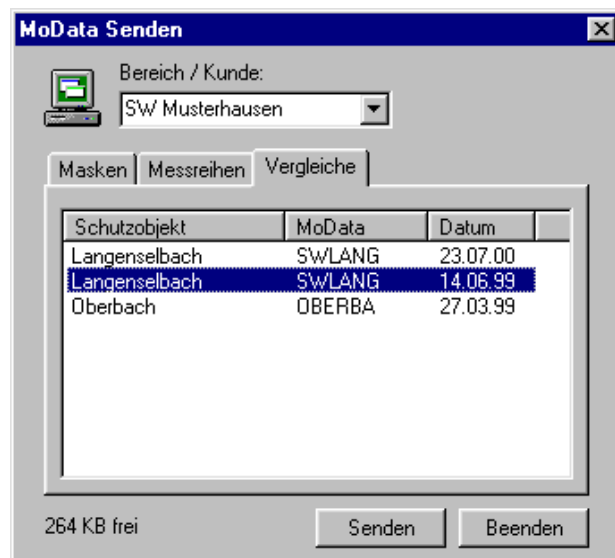 MoData Senden
Bereich / Kunde:
SW Musterhausen
Masken Messreihen Vergleiche
Schutzobjekt MoData Datum
Langenselbach SWLANG 23.07.00
Langenselbach SWLANG 14.06.99
Oberbach OBERBA 27.03.99
264 KB frei Senden Beenden